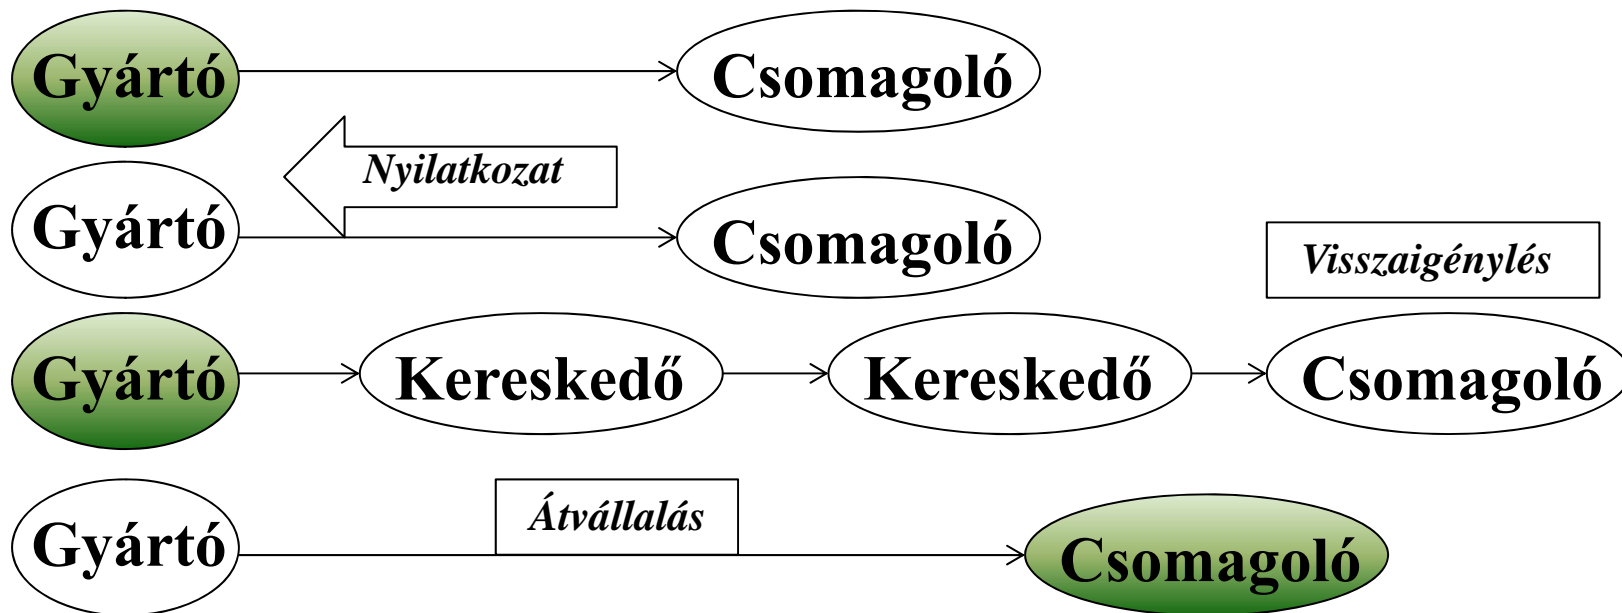 Gyártó
Csomagoló
Nyilatkozat
Gyártó
Csomagoló
Visszaigénylés
Gyártó
Kereskedő
Kereskedő
Csomagoló
Átvállalás
Gyártó
Csomagoló